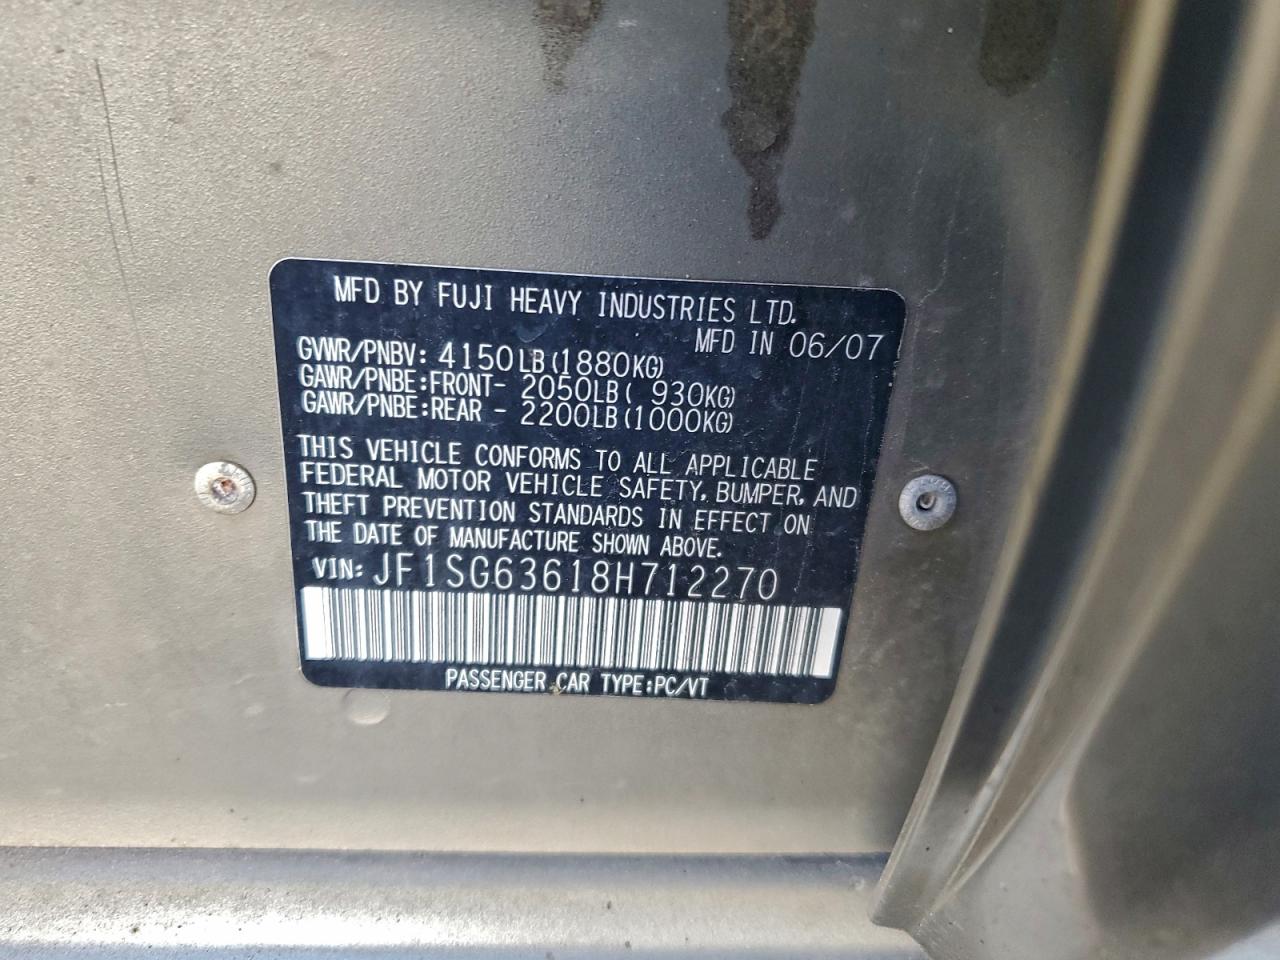 MFD BY FUJI HEAVY INDUSTRIES LTD.
MFD IN 06/07
GVWR/PNBV: 4150LB(1880KG)
GAWR/PNBE:FRONT- 2050LB( 930KG)
GAWR/PNBE:REAR - 2200LB(1000KG)
THIS VEHICLE CONFORMS TO ALL APPLICABLE
FEDERAL MOTOR VEHICLE SAFETY, BUMPER, AND
THEFT PREVENTION STANDARDS IN EFFECT ON
THE DATE OF MANUFACTURE SHOWN ABOVE.
VIN: JF1SG63618H712270
PASSENGER CAR TYPE:PC/VT